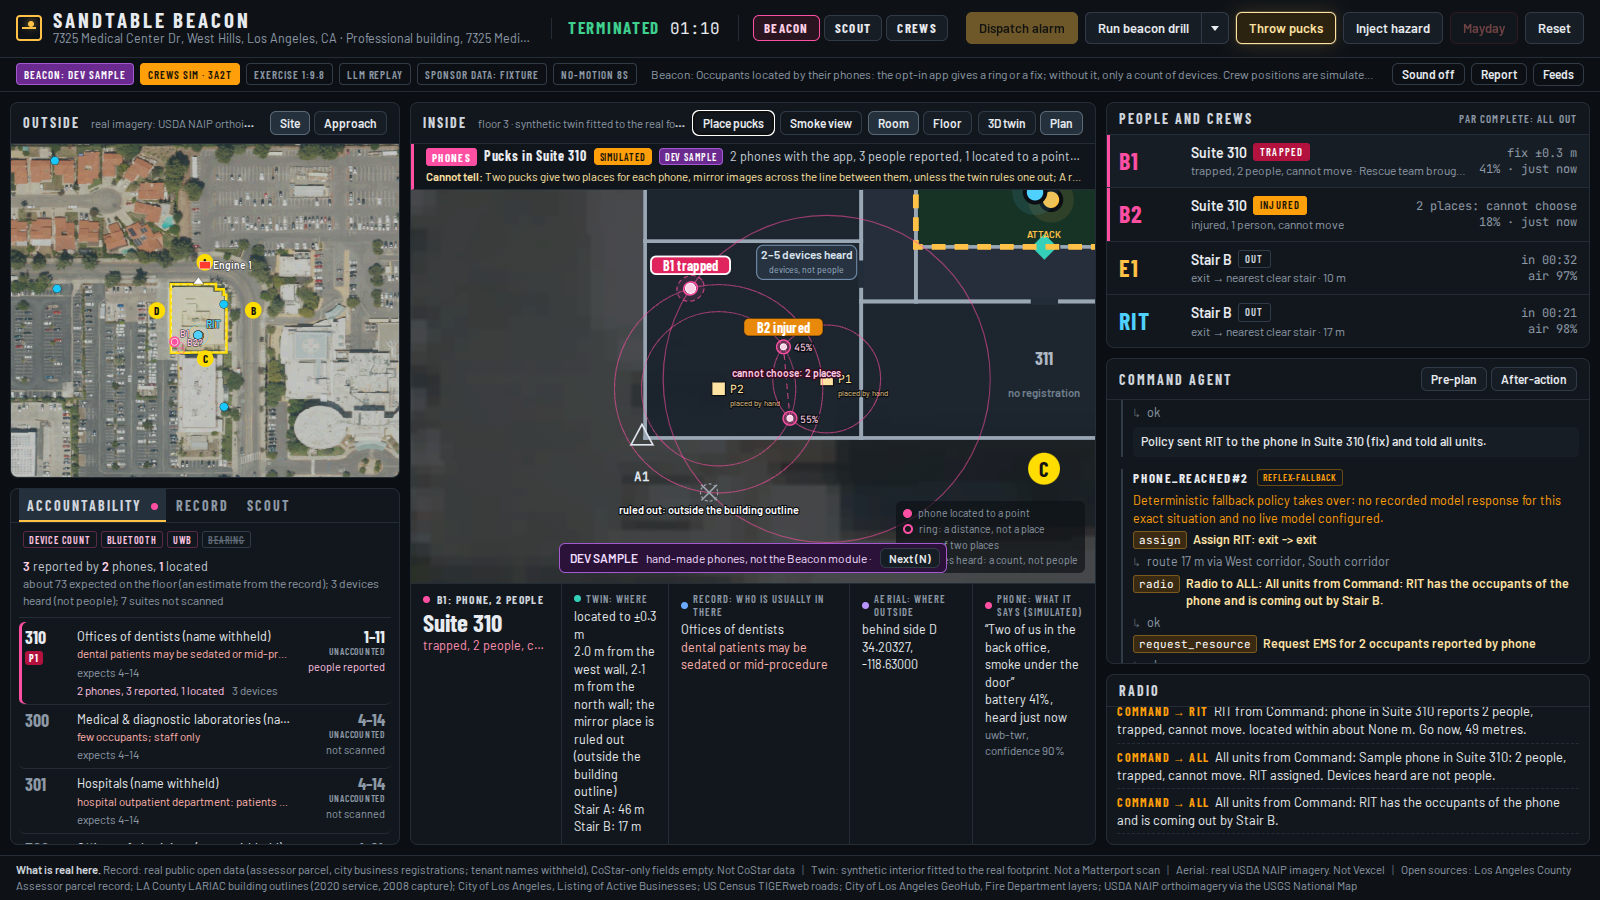 SANDTABLE BEACON
7325 Medical Center Dr, West Hills, Los Angeles, CA · Professional building, 7325 Medi...
TERMINATED 01:10
BEACON
SCOUT
CREWS
Dispatch alarm
Run beacon drill
Throw pucks
Inject hazard
Mayday
Reset
BEACON: DEV SAMPLE
CREWS SIM · 3A2T
EXERCISE 1:9.8
LLM REPLAY
SPONSOR DATA: FIXTURE
NO-MOTION 8S
Beacon: Occupants located by their phones: the opt-in app gives a ring or a fix; without it, only a count of devices. Crew positions are simulate...
Sound off
Report
Feeds
OUTSIDE
real imagery: USDA NAIP orthoi...
Site
Approach
Engine 1
D
B
RIT
B1
C
ACCOUNTABILITY
RECORD
SCOUT
DEVICE COUNT
BLUETOOTH
UWB
BEARING
3 reported by 2 phones, 1 located
about 73 expected on the floor (an estimate from the record); 3 devices
heard (not people); 7 suites not scanned
310
P1
Offices of dentists (name withheld)
dental patients may be sedated or mid-pr...
expects 4-14
2 phones, 3 reported, 1 located 3 devices
1-11
UNACCOUNTED
people reported
300
Medical & diagnostic laboratories (na...
few occupants; staff only
expects 4-14
4-14
UNACCOUNTED
not scanned
301
Hospitals (name withheld)
hospital outpatient department: patients ...
expects 4-14
4-14
UNACCOUNTED
not scanned
INSIDE
floor 3 · synthetic twin fitted to the real fo...
Place pucks
Smoke view
Room
Floor
3D twin
Plan
PHONES
Pucks in Suite 310
SIMULATED
DEV SAMPLE
2 phones with the app, 3 people reported, 1 located to a point...
Cannot tell: Two pucks give two places for each phone, mirror images across the line between them, unless the twin rules one out; A r...
ATTACK
B1 trapped
2-5 devices heard
devices, not people
B2 injured
45%
cannot choose: 2 places
P1
placed by hand
P2
placed by hand
55%
311
no registration
A1
C
ruled out: outside the building outline
phone located to a point
ring: a distance, not a place
f two places
s heard: a count, not people
DEV SAMPLE hand-made phones, not the Beacon module ·
Next (N)
B1: PHONE, 2 PEOPLE
Suite 310
trapped, 2 people, c...
TWIN: WHERE
located to ±0.3
m
2.0 m from the
west wall, 2.1
m from the
north wall; the
mirror place is
ruled out
(outside the
building
outline)
Stair A: 46 m
Stair B: 17 m
RECORD: WHO IS USUALLY IN
THERE
Offices of dentists
dental patients may be
sedated or mid-procedure
AERIAL: WHERE
OUTSIDE
behind side D
34.20327,
-118.63000
PHONE: WHAT IT
SAYS (SIMULATED)
"Two of us in the
back office,
smoke under the
door"
battery 41%,
heard just now
uwb-twr,
confidence 90%
PEOPLE AND CREWS
PAR COMPLETE: ALL OUT
B1
Suite 310 TRAPPED
trapped, 2 people, cannot move · Rescue team broug...
fix ±0.3 m
41% · just now
B2
Suite 310 INJURED
injured, 1 person, cannot move
2 places: cannot choose
18% · just now
E1
Stair B OUT
exit → nearest clear stair · 10 m
in 00:32
air 97%
RIT
Stair B OUT
exit → nearest clear stair · 17 m
in 00:21
air 98%
COMMAND AGENT
Pre-plan
After-action
↳ ok
Policy sent RIT to the phone in Suite 310 (fix) and told all units.
PHONE_REACHED#2 REFLEX-FALLBACK
Deterministic fallback policy takes over: no recorded model response for this
exact situation and no live model configured.
assign Assign RIT: exit -> exit
↳ route 17 m via West corridor, South corridor
radio Radio to ALL: All units from Command: RIT has the occupants of the
phone and is coming out by Stair B.
↳ ok
request_resource Request EMS for 2 occupants reported by phone
RADIO
COMMAND → RIT RIT from Command: phone in Suite 310 reports 2 people,
trapped, cannot move. located within about None m. Go now, 49 metres.
COMMAND → ALL All units from Command: Sample phone in Suite 310: 2 people,
trapped, cannot move. RIT assigned. Devices heard are not people.
COMMAND → ALL All units from Command: RIT has the occupants of the phone
and is coming out by Stair B.
What is real here. Record: real public open data (assessor parcel, city business registrations; tenant names withheld), CoStar-only fields empty. Not CoStar data | Twin: synthetic interior fitted to the real footprint. Not a Matterport scan | Aerial: real USDA NAIP imagery. Not Vexcel | Open sources: Los Angeles County
Assessor parcel record; LA County LARIAC building outlines (2020 service, 2008 capture); City of Los Angeles, Listing of Active Businesses; US Census TIGERweb roads; City of Los Angeles GeoHub, Fire Department layers; USDA NAIP orthoimagery via the USGS National Map